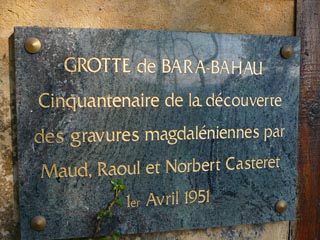 GROTTE de BARA-BAHAU
Cinquantenaire de la découverte
des gravures magdaléniennes par
Maud, Raoul et Norbert Casteret
1er Avril 1951